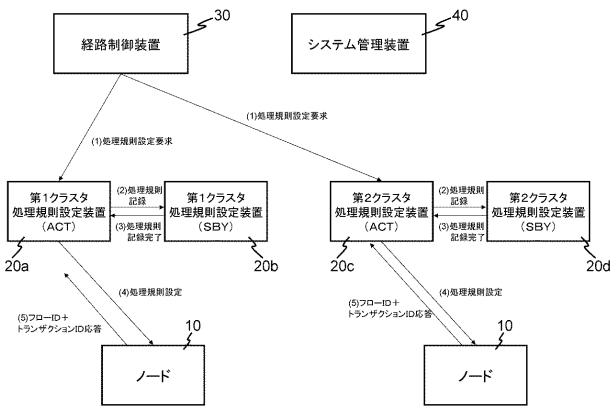 30
経路制御装置
40
システム管理装置
(1)処理規則設定要求
(1)処理規則設定要求
第1クラスタ
処理規則設定装置
(ACT)
20a
(2)処理規則
記録
(3)処理規則
記録完了
第1クラスタ
処理規則設定装置
(SBY)
20b
第2クラスタ
処理規則設定装置
(ACT)
20c
(2)処理規則
記録
(3)処理規則
記録完了
第2クラスタ
処理規則設定装置
(SBY)
20d
(4)処理規則設定
(5)フローID+
トランザクションID応答
10
ノード
(4)処理規則設定
(5)フローID+
トランザクションID応答
10
ノード